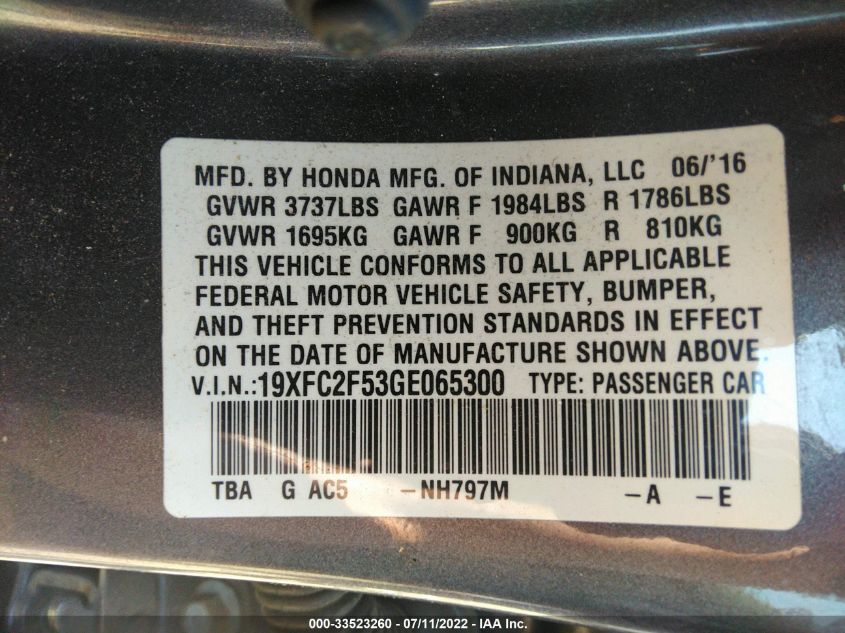 MFD. BY HONDA MFG. OF INDIANA, LLC 06/'16
GVWR 3737LBS GAWR F 1984LBS R 1786LBS
GVWR 1695KG GAWR F 900KG R 810KG
THIS VEHICLE CONFORMS TO ALL APPLICABLE
FEDERAL MOTOR VEHICLE SAFETY, BUMPER,
AND THEFT PREVENTION STANDARDS IN EFFECT
ON THE DATE OF MANUFACTURE SHOWN ABOVE.
V.I.N.:19XFC2F53GE065300 TYPE: PASSENGER CAR
TBA G AC5 -NH797M -A -E
000-33523260 - 07/11/2022 - IAA Inc.